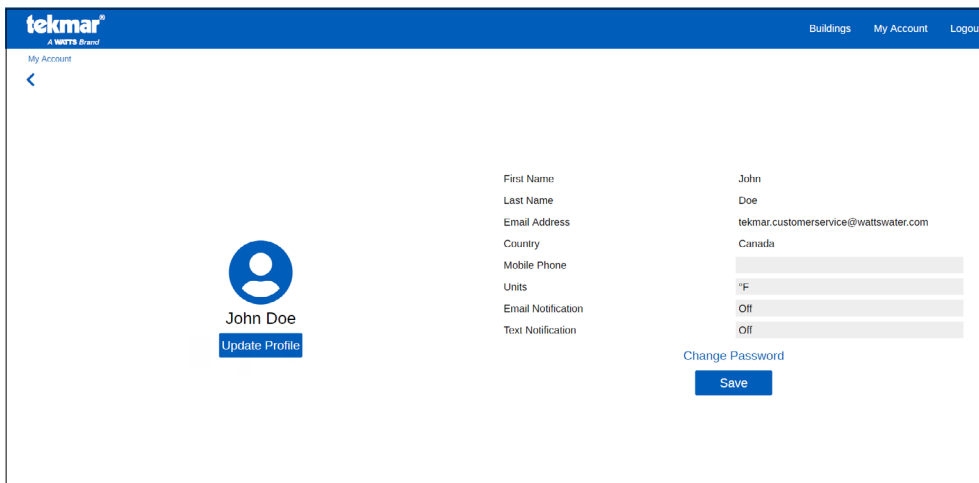 tekmar®
A WATTS Brand
Buildings My Account Logou
My Account
First Name John
Last Name Doe
Email Address tekmar.customerservice@wattswater.com
Country Canada
Mobile Phone
Units °F
Email Notification Off
Text Notification Off
John Doe
Update Profile
Change Password
Save